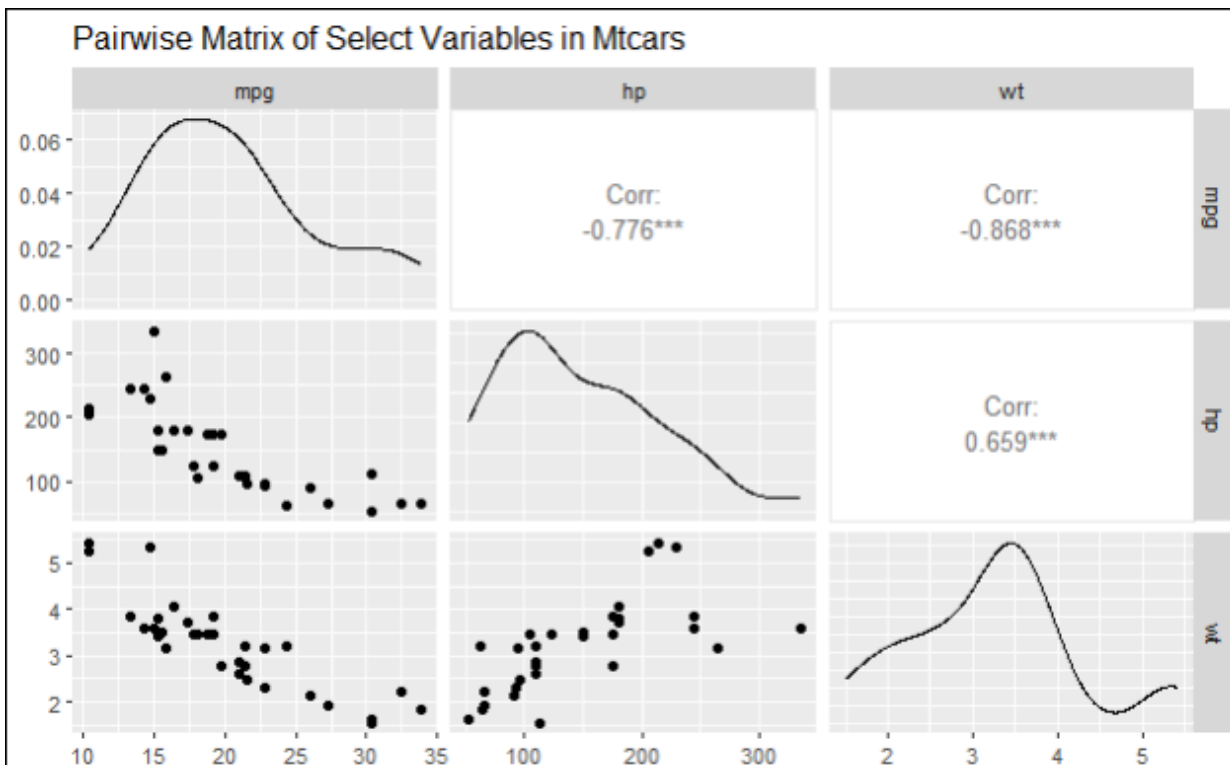 Pairwise Matrix of Select Variables in Mtcars
mpg
hp
wt
0.06
0.04
0.02
0.00
Corr:
-0.776***
Corr:
-0.868***
mpg
300
200
100
Corr:
0.659***
hp
5
4
3
2
wt
10 15 20 25 30 35
100 200 300
2 3 4 5